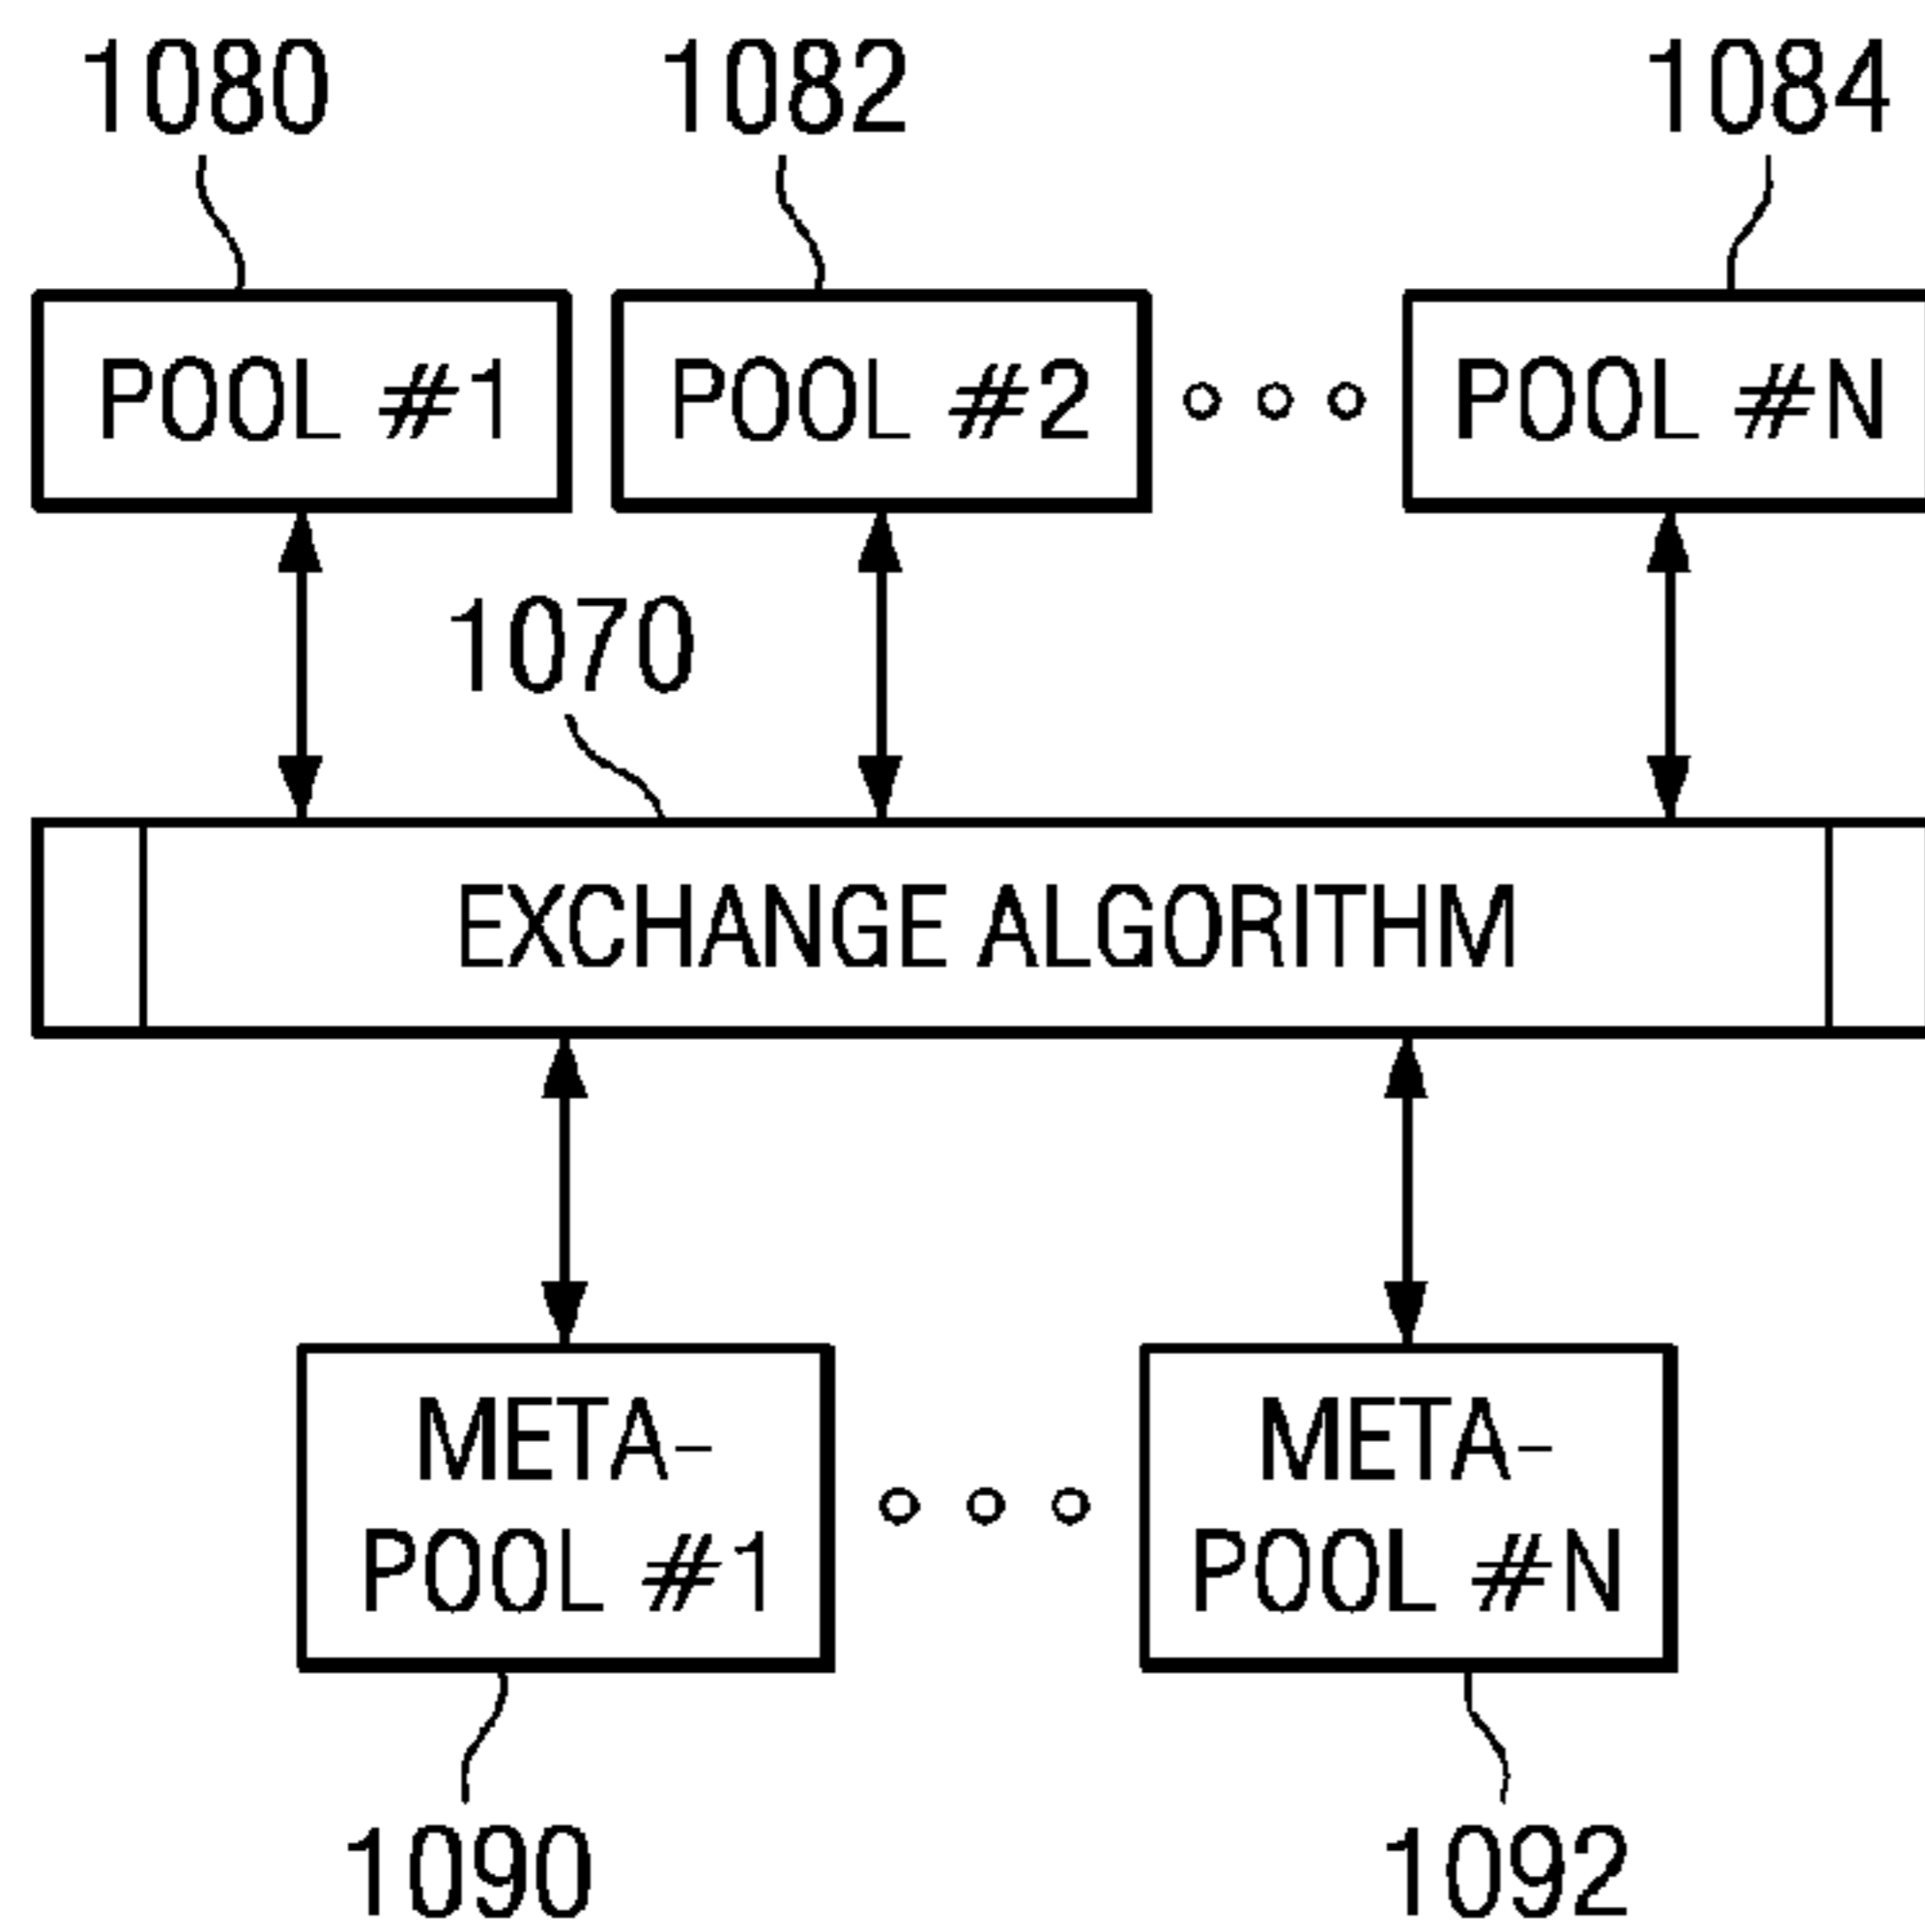 1080
1082
1084
POOL #1
POOL #2
POOL #N
1070
EXCHANGE ALGORITHM
META-
POOL #1
META-
POOL #N
1090
1092